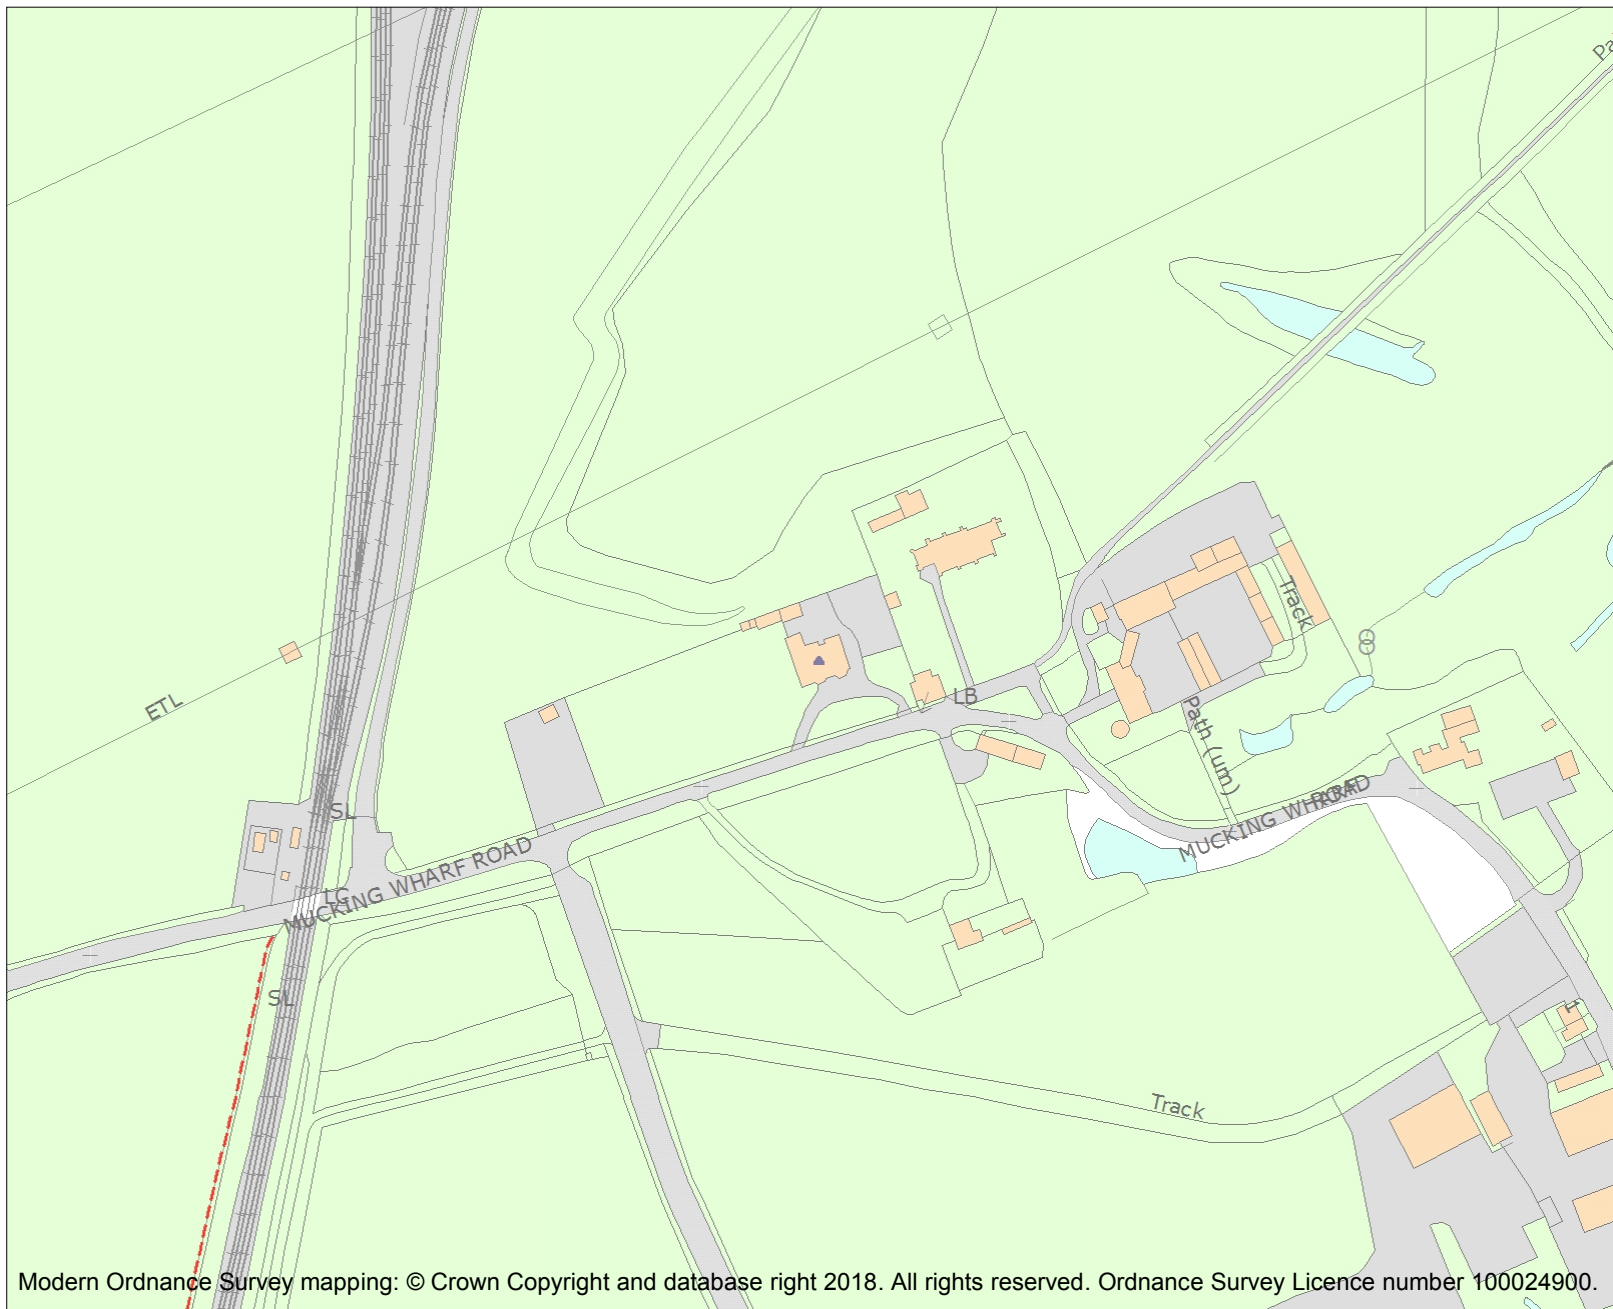 Pa
ETL
LB
Track
Path (um)
SL
MUCKING WHARF ROAD
MUCKING WHARF ROAD
LC
SL
1
Track
Modern Ordnance Survey mapping: © Crown Copyright and database right 2018. All rights reserved. Ordnance Survey Licence number 100024900.